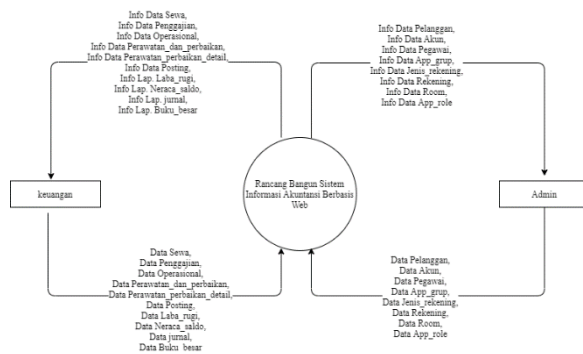 Info Data Sewa,
Info Data Penggajian,
Info Data Operasional,
Info Data Perawatan_dan_perbaikan,
Info Data Perawatan_perbaikan_detail,
Info Data Posting,
Info Lap. Laba_rugi,
Info Lap. Neraca_saldo,
Info Lap. jurnal,
Info Lap. Buku_besar
Info Data Pelanggan,
Info Data Akun,
Info Data Pegawai,
Info Data App_grup,
Info Data Jenis_rekening,
Info Data Rekening,
Info Data Room,
Info Data App_role
keuangan
Rancang Bangun Sistem
Informasi Akuntansi Berbasis
Web
Admin
Data Sewa,
Data Penggajian,
Data Operasional,
Data Perawatan_dan_perbaikan,
Data Perawatan_perbaikan_detail,
Data Posting,
Data Laba_rugi,
Data Neraca_saldo,
Data jurnal,
Data Buku_besar
Data Pelanggan,
Data Akun,
Data Pegawai,
Data App_grup,
Data Jenis_rekening,
Data Rekening,
Data Room,
Data App_role